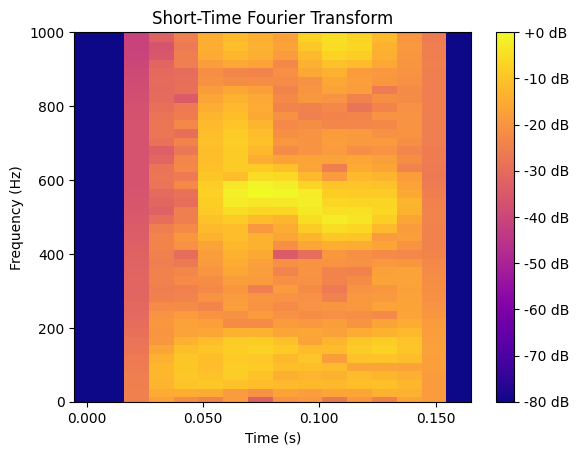 Short-Time Fourier Transform
Frequency (Hz)
1000
800
600
400
200
0
0.000
0.050
0.100
0.150
Time (s)
+0 dB
-10 dB
-20 dB
-30 dB
-40 dB
-50 dB
-60 dB
-70 dB
-80 dB